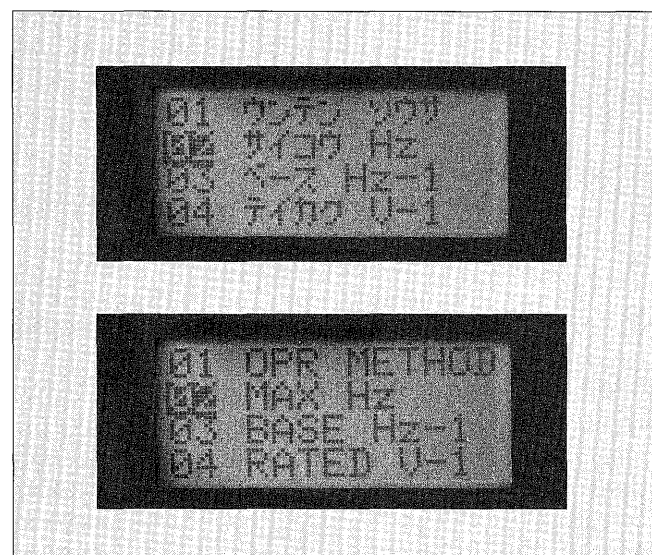 01 ウンテン ソウサ
02 サイコウ Hz
03 ベース Hz-1
04 テイカク V-1
01 OPR METHOD
02 MAX Hz
03 BASE Hz-1
04 RATED V-1